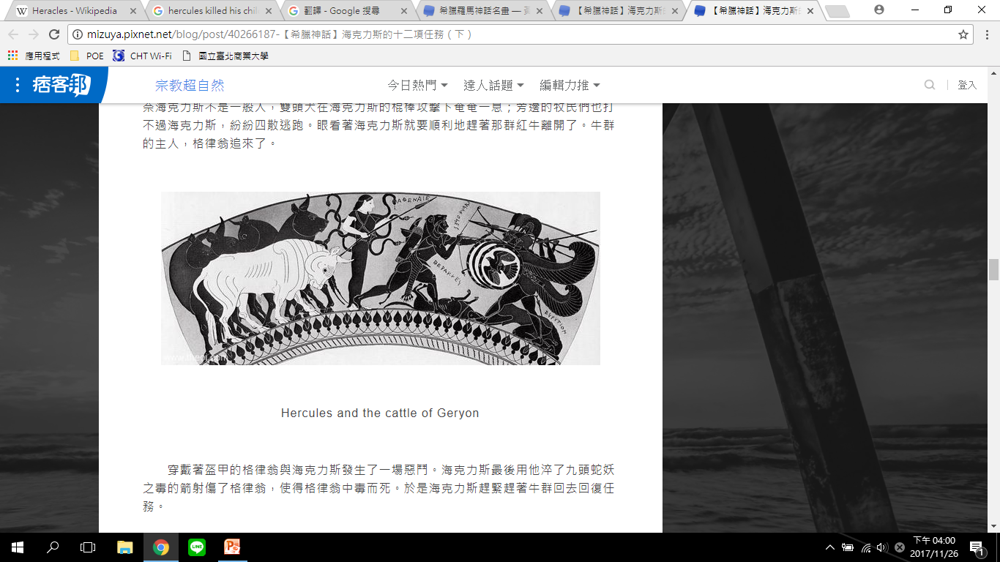 Heracles - Wikipedia
hercules killed his chil
翻譯 - Google 搜尋
希臘羅馬神話名畫 — 黃
【希臘神話】海克力斯的
【希臘神話】海克力斯的
mizuya.pixnet.net/blog/post/40266187-【希臘神話】海克力斯的十二項任務（下）
應用程式 POE CHT Wi-Fi 國立臺北商業大學
痞客邦 宗教超自然 今日熱門 達人話題 編輯力推 登入
奈海克力斯不是一般人，雙頭犬在海克力斯的棍棒攻擊下奄奄一息；旁邊的牧民們也打
不過海克力斯，紛紛四散逃跑。眼看著海克力斯就要順利地趕著那群紅牛離開了。牛群
的主人，格律翁追來了。
www.theoi.com
Hercules and the cattle of Geryon
穿戴著盔甲的格律翁與海克力斯發生了一場惡鬥。海克力斯最後用他淬了九頭蛇妖
之毒的箭射傷了格律翁，使得格律翁中毒而死。於是海克力斯趕緊趕著牛群回去回復任
務。
下午 04:00
2017/11/26
1